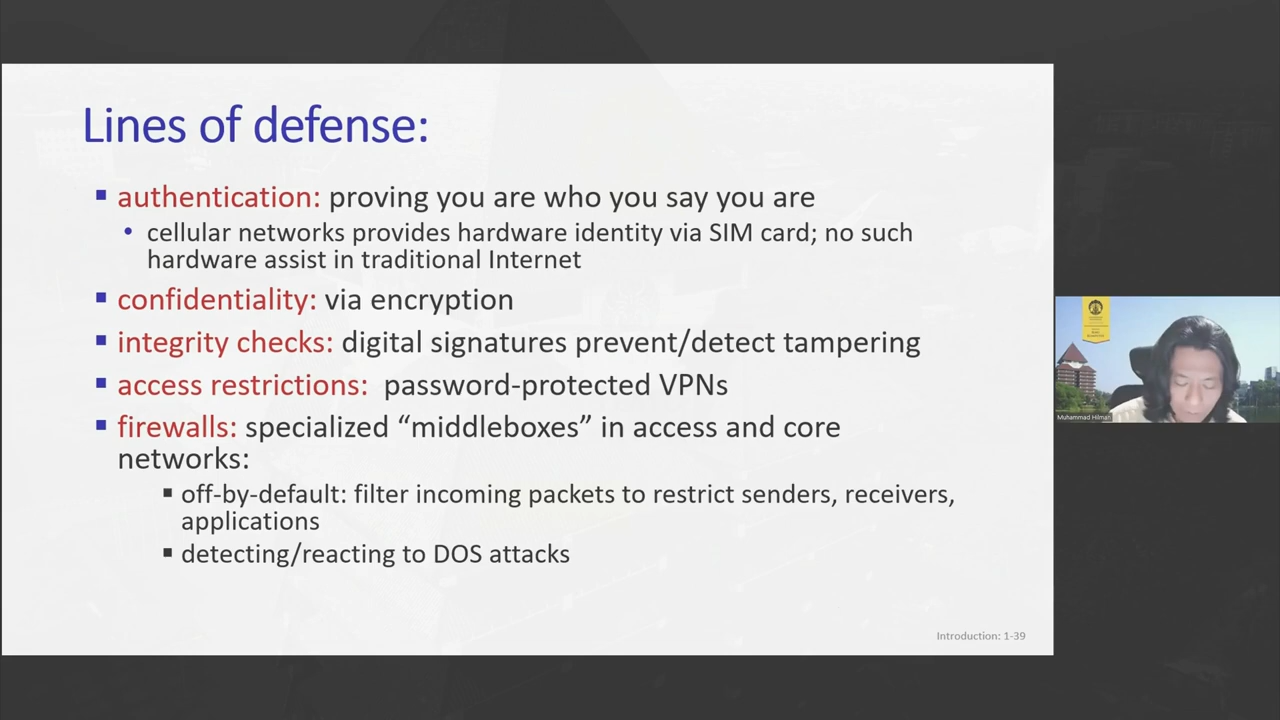 Lines of defense:
▪ authentication: proving you are who you say you are
• cellular networks provides hardware identity via SIM card; no such
hardware assist in traditional Internet
▪ confidentiality: via encryption
▪ integrity checks: digital signatures prevent/detect tampering
▪ access restrictions: password-protected VPNs
▪ firewalls: specialized “middleboxes” in access and core
networks:
▪ off-by-default: filter incoming packets to restrict senders, receivers,
applications
▪ detecting/reacting to DOS attacks
Introduction: 1-39
Muhammad Hilman